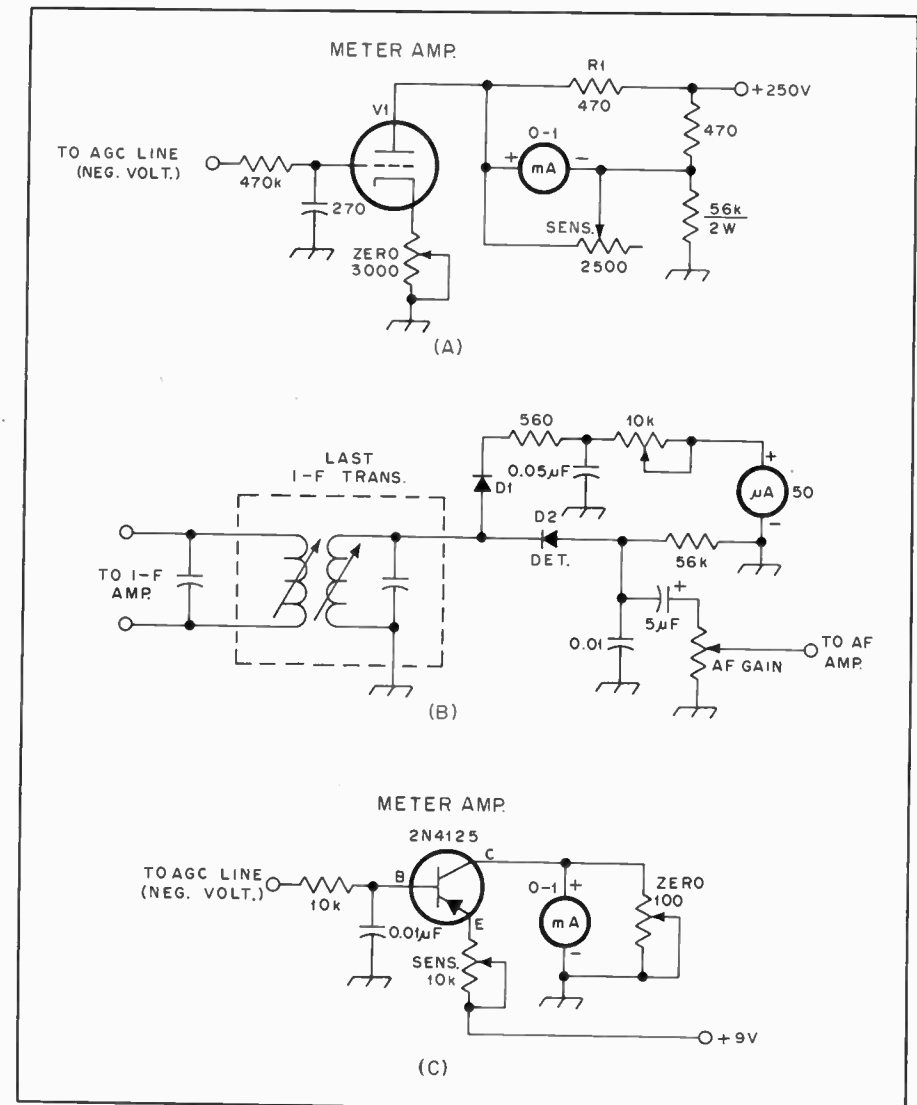 METER AMP.
R1
470
+250V
V1
0-1
470
TO AGC LINE
(NEG. VOLT.)
+
-
mA
470k
270
56k
2W
SENS.
ZERO
3000
2500
(A)
560
10k
LAST
I-F TRANS.
0.05µF
+
D1
µA
50
D2
-
DET.
56k
TO I-F
AMP.
+
5µF
0.01
TO AF
AMP.
AF GAIN
(B)
METER AMP.
2N4125
C
TO AGC LINE
(NEG. VOLT.)
B
0-1
+
ZERO
100
10k
mA
0.01µF
E
SENS.
10k
-
+9V
(C)